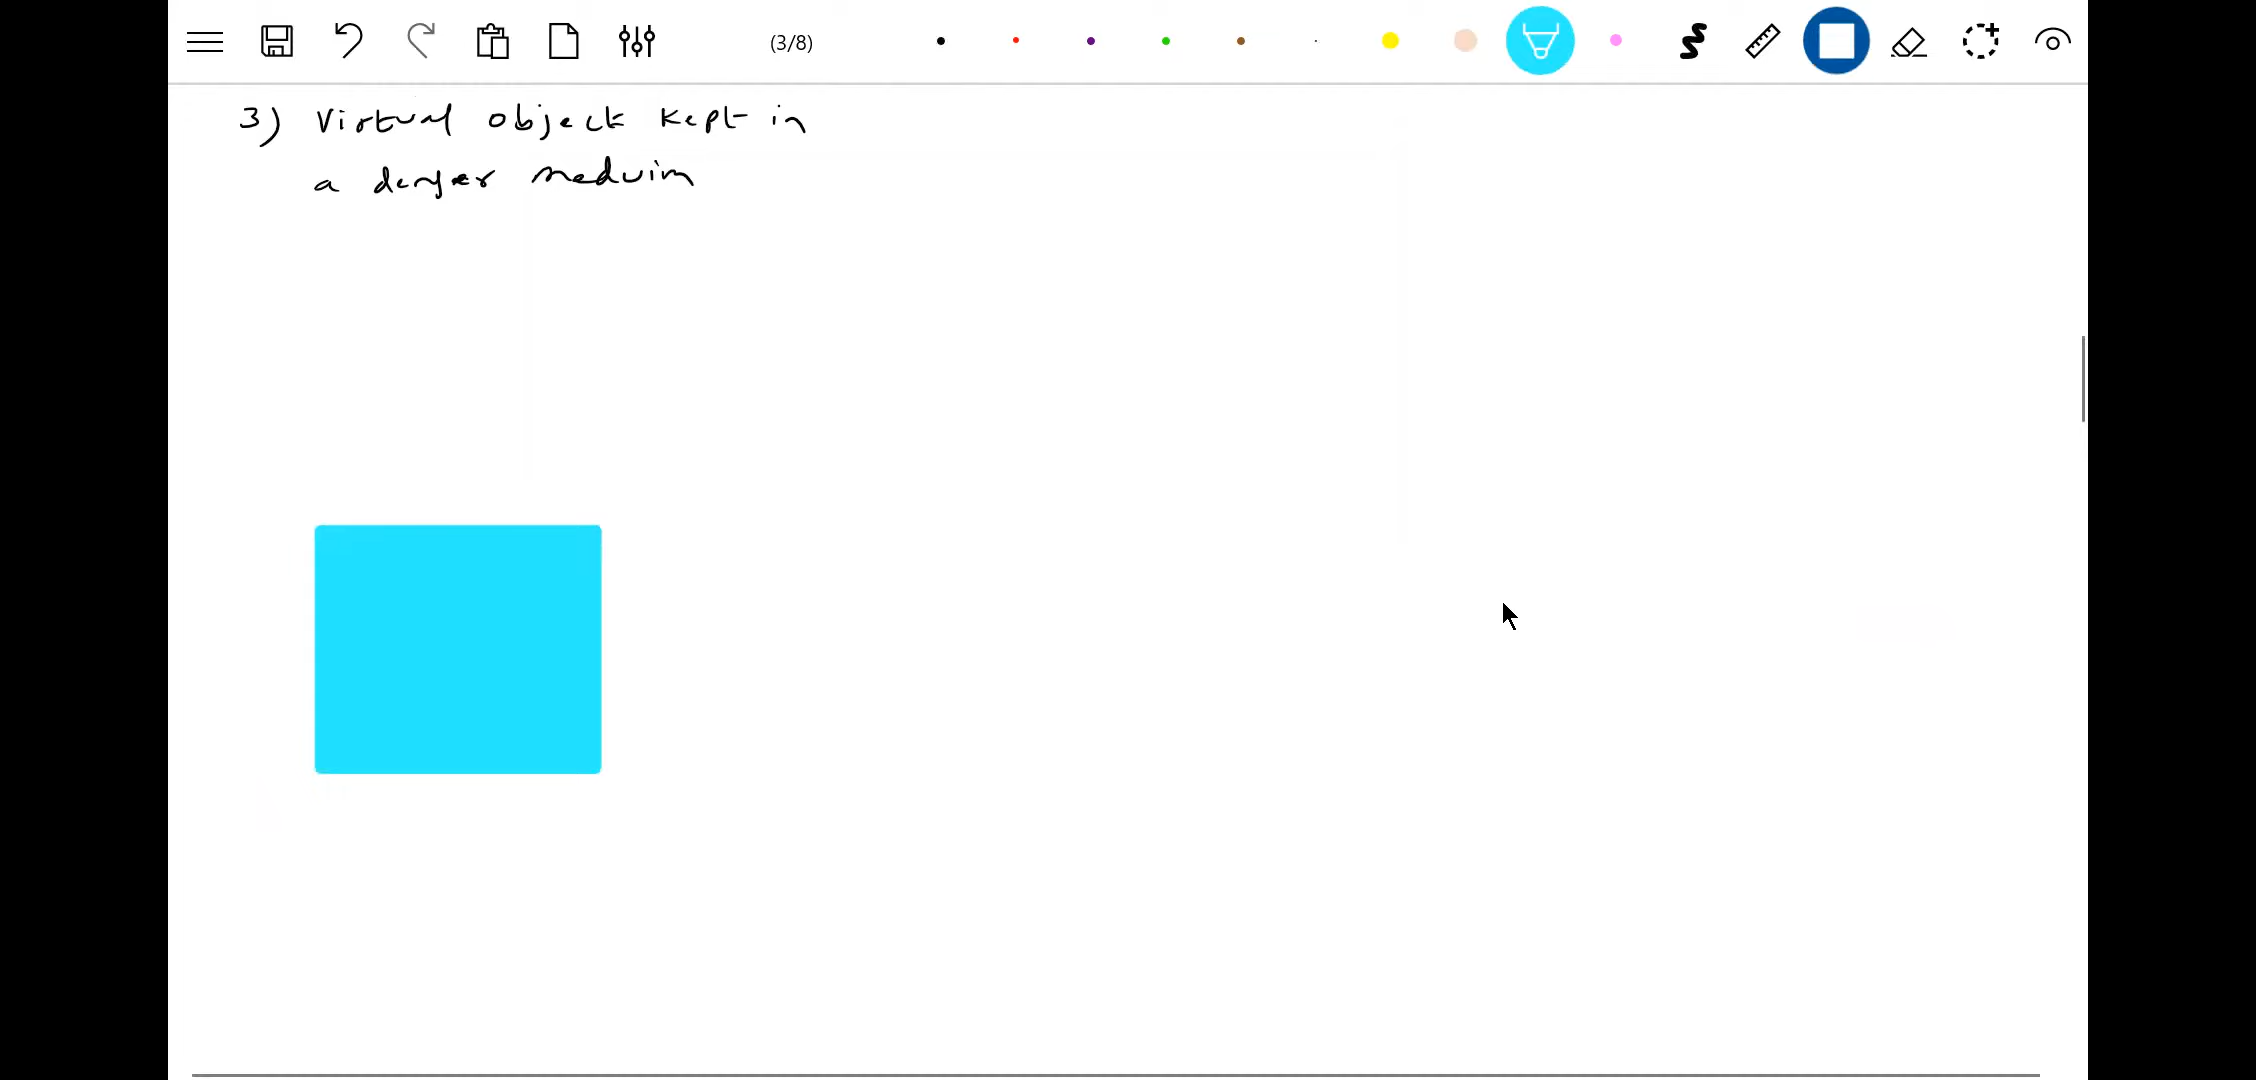 (3/8)
3) Virtual object kept in
a denser meduim